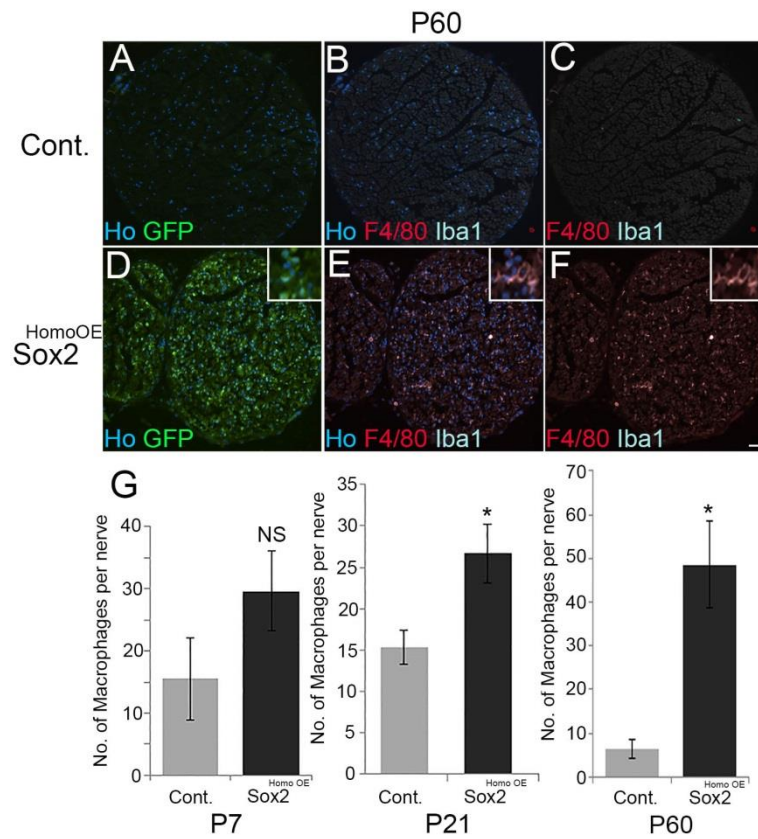 P60
A
B
C
Cont.
Ho GFP
Ho F4/80 Iba1
F4/80 Iba1
D
E
F
HomoOE
Sox2
Ho GFP
Ho F4/80 Iba1
F4/80 Iba1
G
No. of Macrophages per nerve
40
30
20
10
0
NS
Cont.
Sox2 Homo OE
P7
No. of Macrophages per nerve
35
30
25
20
15
10
5
0
*
Cont.
Sox2 Homo OE
P21
No. of Macrophages per nerve
70
60
50
40
30
20
10
0
*
Cont.
Sox2 Homo OE
P60